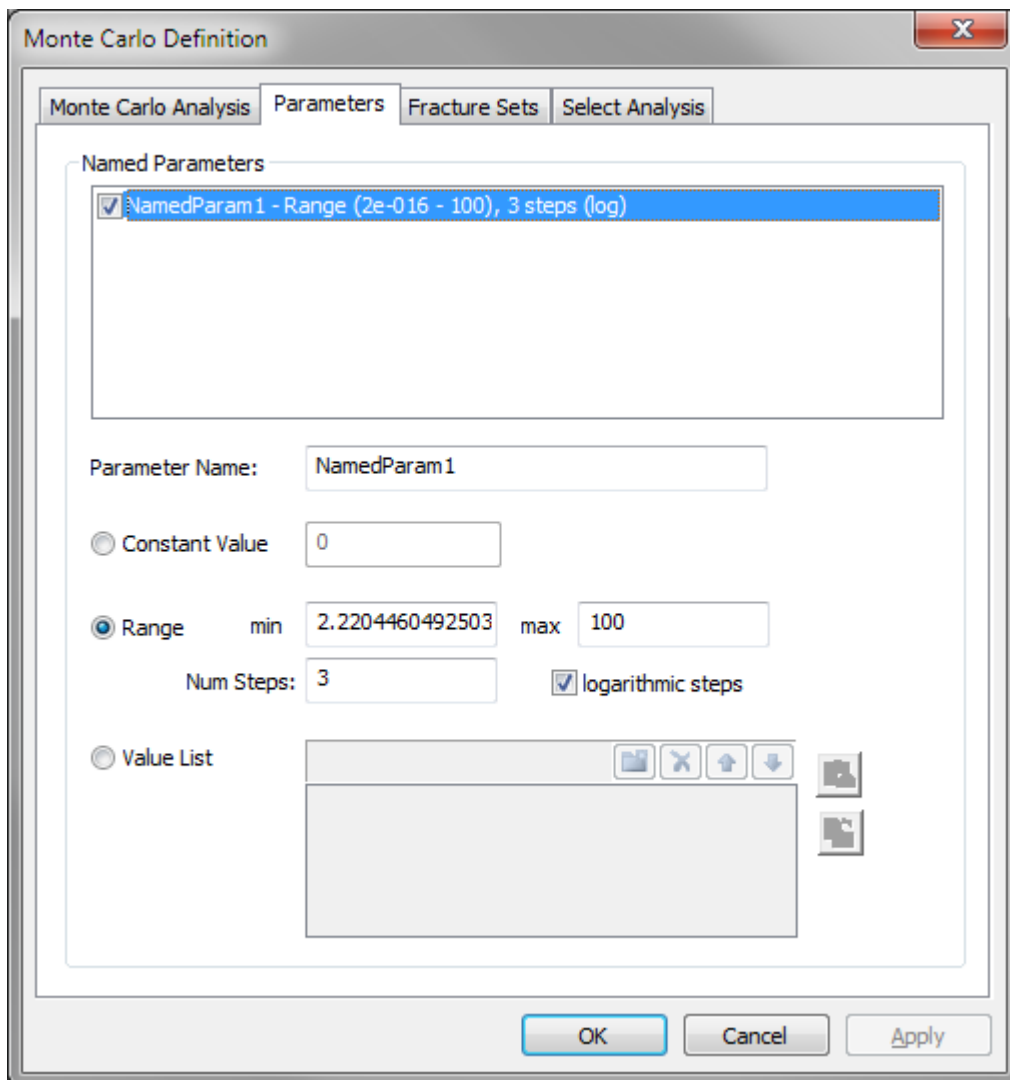 Monte Carlo Definition
Monte Carlo Analysis Parameters Fracture Sets Select Analysis
Named Parameters
NamedParam1 - Range (2e-016 - 100), 3 steps (log)
Parameter Name: NamedParam1
Constant Value 0
Range min 2.2204460492503 max 100
Num Steps: 3 logarithmic steps
Value List
OK Cancel Apply